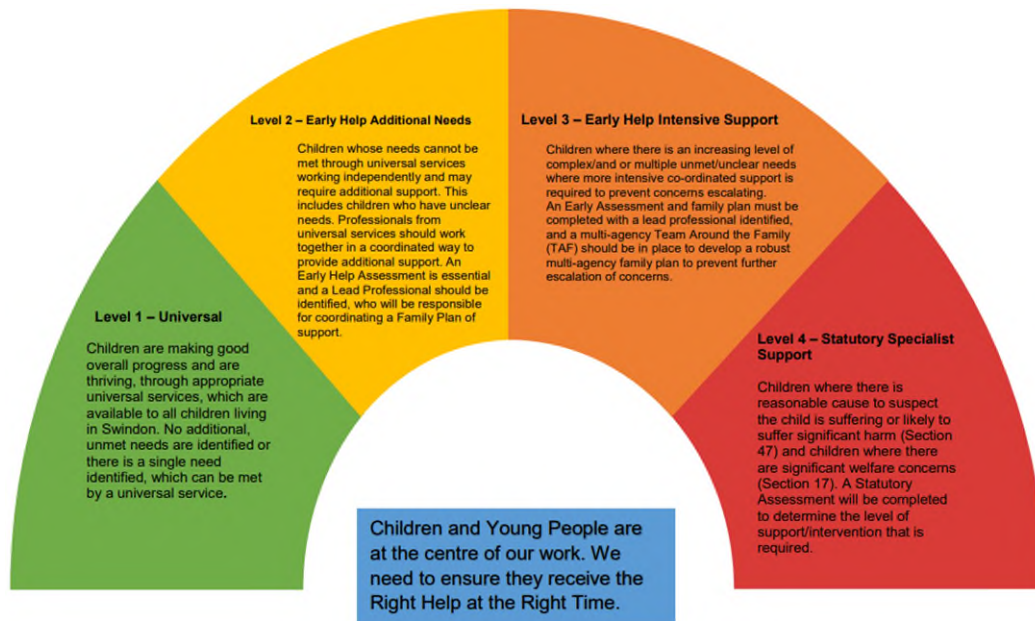 Level 1 – Universal
Children are making good
overall progress and are
thriving, through appropriate
universal services, which are
available to all children living
in Swindon. No additional,
unmet needs are identified or
there is a single need
identified, which can be met
by a universal service.
Level 2 – Early Help Additional Needs
Children whose needs cannot be
met through universal services
working independently and may
require additional support. This
includes children who have unclear
needs. Professionals from
universal services should work
together in a coordinated way to
provide additional support. An
Early Help Assessment is essential
and a Lead Professional should be
identified, who will be responsible
for coordinating a Family Plan of
support.
Level 3 – Early Help Intensive Support
Children where there is an increasing level of
complex/and or multiple unmet/unclear needs
where more intensive co-ordinated support is
required to prevent concerns escalating.
An Early Assessment and family plan must be
completed with a lead professional identified,
and a multi-agency Team Around the Family
(TAF) should be in place to develop a robust
multi-agency family plan to prevent further
escalation of concerns.
Level 4 – Statutory Specialist
Support
Children where there is
reasonable cause to suspect
the child is suffering or likely to
suffer significant harm (Section
47) and children where there
are significant welfare concerns
(Section 17). A Statutory
Assessment will be completed
to determine the level of
support/intervention that is
required.
Children and Young People are
at the centre of our work. We
need to ensure they receive the
Right Help at the Right Time.